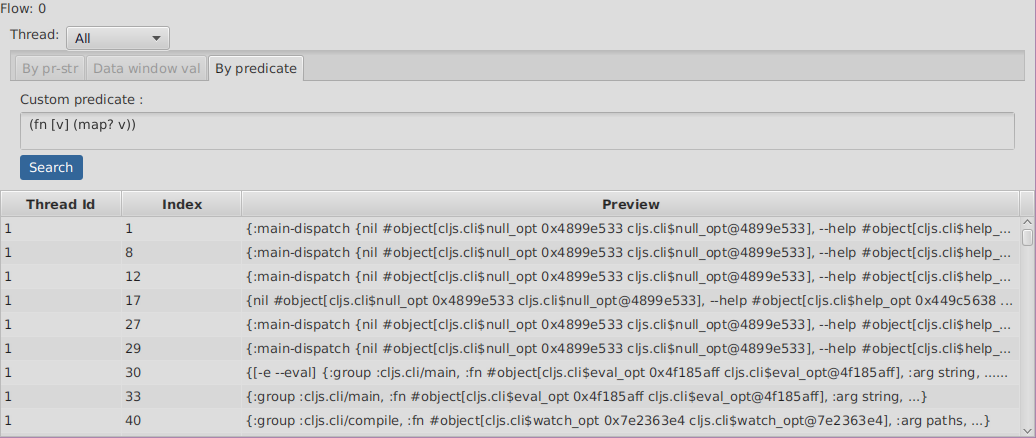 Flow: 0
Thread: All
By pr-str Data window val By predicate
Custom predicate :
(fn [v] (map? v))
Search
Thread Id Index Preview
1 1 {:main-dispatch {nil #object[cljs.cli$null_opt 0x4899e533 cljs.cli$null_opt@4899e533], --help #object[cljs.cli$help_...
1 8 {:main-dispatch {nil #object[cljs.cli$null_opt 0x4899e533 cljs.cli$null_opt@4899e533], --help #object[cljs.cli$help_...
1 12 {:main-dispatch {nil #object[cljs.cli$null_opt 0x4899e533 cljs.cli$null_opt@4899e533], --help #object[cljs.cli$help_...
1 17 {nil #object[cljs.cli$null_opt 0x4899e533 cljs.cli$null_opt@4899e533], --help #object[cljs.cli$help_opt 0x449c5638 ...
1 27 {:main-dispatch {nil #object[cljs.cli$null_opt 0x4899e533 cljs.cli$null_opt@4899e533], --help #object[cljs.cli$help_...
1 29 {:main-dispatch {nil #object[cljs.cli$null_opt 0x4899e533 cljs.cli$null_opt@4899e533], --help #object[cljs.cli$help_...
1 30 {[-e --eval] {:group :cljs.cli/main, :fn #object[cljs.cli$eval_opt 0x4f185aff cljs.cli$eval_opt@4f185aff], :arg string, ......
1 33 {:group :cljs.cli/main, :fn #object[cljs.cli$eval_opt 0x4f185aff cljs.cli$eval_opt@4f185aff], :arg string, ...}
1 40 {:group :cljs.cli/compile, :fn #object[cljs.cli$watch_opt 0x7e2363e4 cljs.cli$watch_opt@7e2363e4], :arg paths, ...}